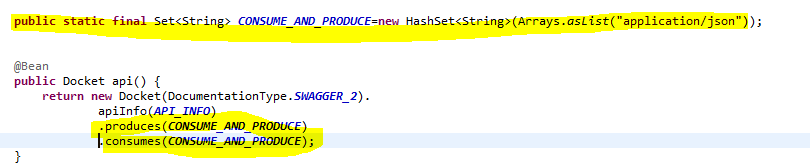 public static final Set<String> CONSUME_AND_PRODUCE=new HashSet<String>(Arrays.asList("application/json"));
@Bean
public Docket api() {
return new Docket(DocumentationType.SWAGGER_2).
apiInfo(API_INFO)
.produces(CONSUME_AND_PRODUCE)
.consumes(CONSUME_AND_PRODUCE);
}